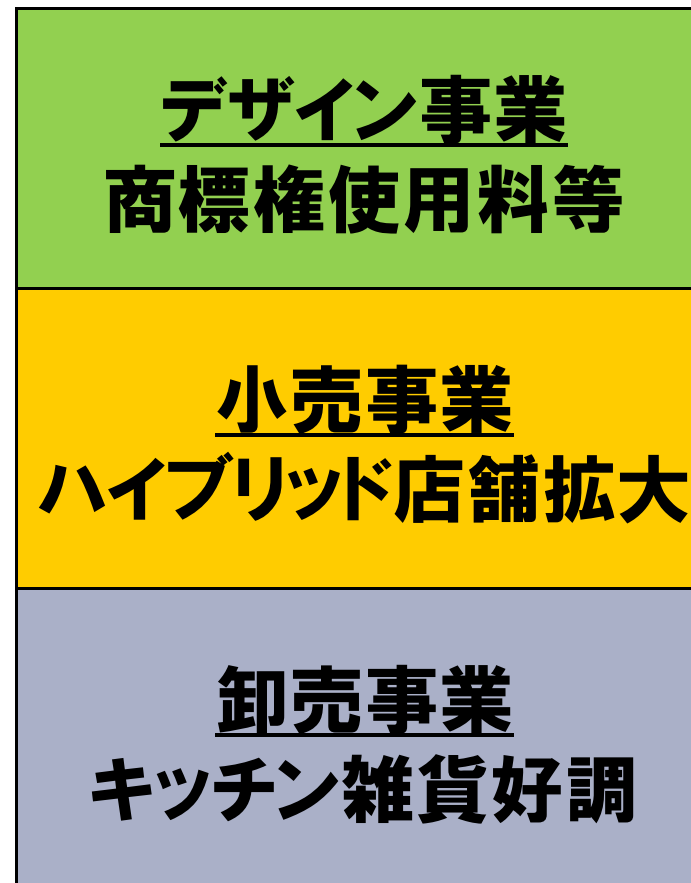 デザイン事業
商標権使用料等
小売事業
ハイブリッド店舗拡大
卸売事業
キッチン雑貨好調